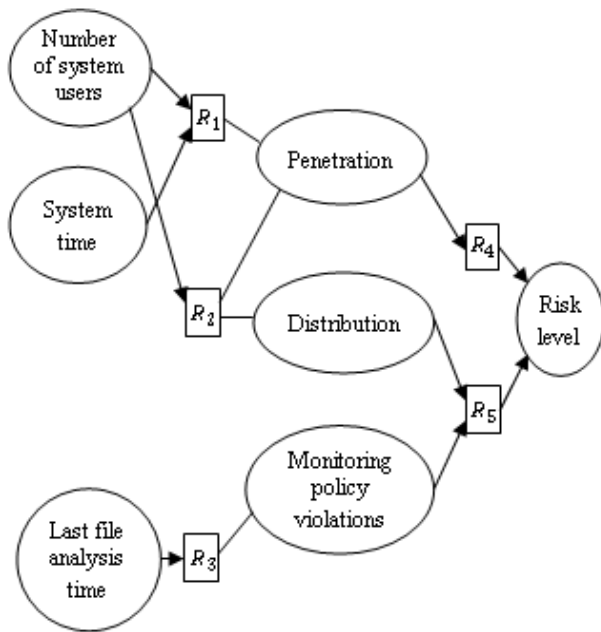 Number
of system
users
R1
Penetration
System
time
R4
R2
Distribution
Risk
level
R5
Monitoring
policy
violations
Last file
analysis
time
R3